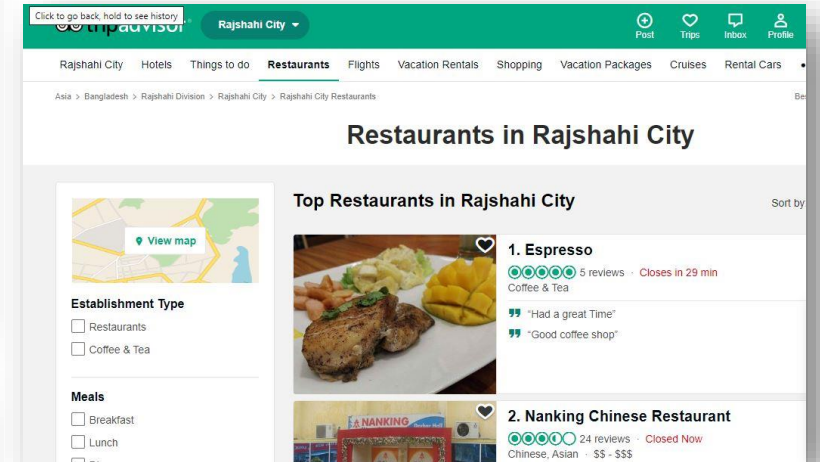 Click to go back, hold to see history
tripadvisor
Rajshahi City
Post Trips Inbox Profile
Rajshahi City Hotels Things to do Restaurants Flights Vacation Rentals Shopping Vacation Packages Cruises Rental Cars
Asia > Bangladesh > Rajshahi Division > Rajshahi City > Rajshahi City Restaurants
Restaurants in Rajshahi City
View map
Establishment Type
Restaurants
Coffee & Tea
Meals
Breakfast
Lunch
Top Restaurants in Rajshahi City
Sort by
1. Espresso
5 reviews · Closes in 29 min
Coffee & Tea
"Had a great Time"
"Good coffee shop"
NANKING
2. Nanking Chinese Restaurant
24 reviews · Closed Now
Chinese, Asian · $$ - $$$